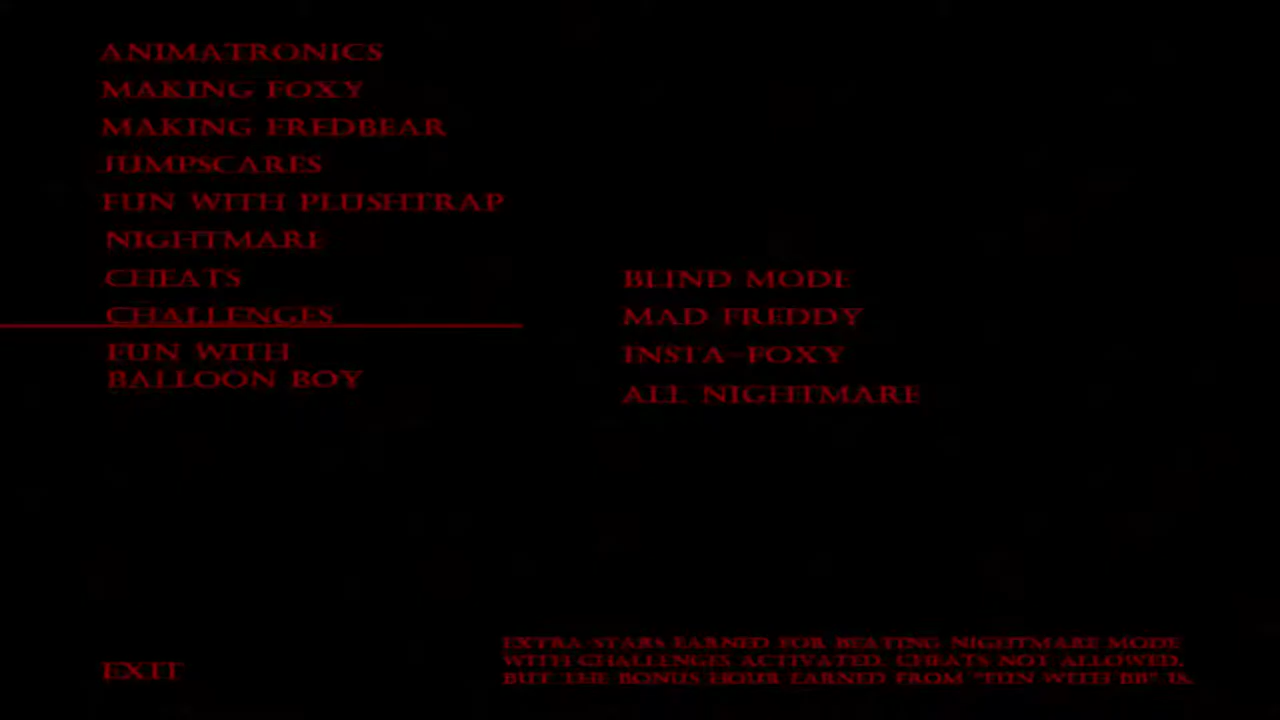 ANIMATRONICS
MAKING FOXY
MAKING FREDBEAR
JUMPSCARES
FUN WITH PLUSHTRAP
NIGHTMARE
CHEATS
BLIND MODE
CHALLENGES
MAD FREDDY
FUN WITH
BALLOON BOY
INSTA-FOXY
ALL NIGHTMARE
EXIT
EXTRA STARS EARNED FOR BEATING NIGHTMARE MODE
WITH CHALLENGES ACTIVATED. CHEATS NOT ALLOWED,
BUT THE BONUS HOUR EARNED FROM "FUN WITH BB" IS.